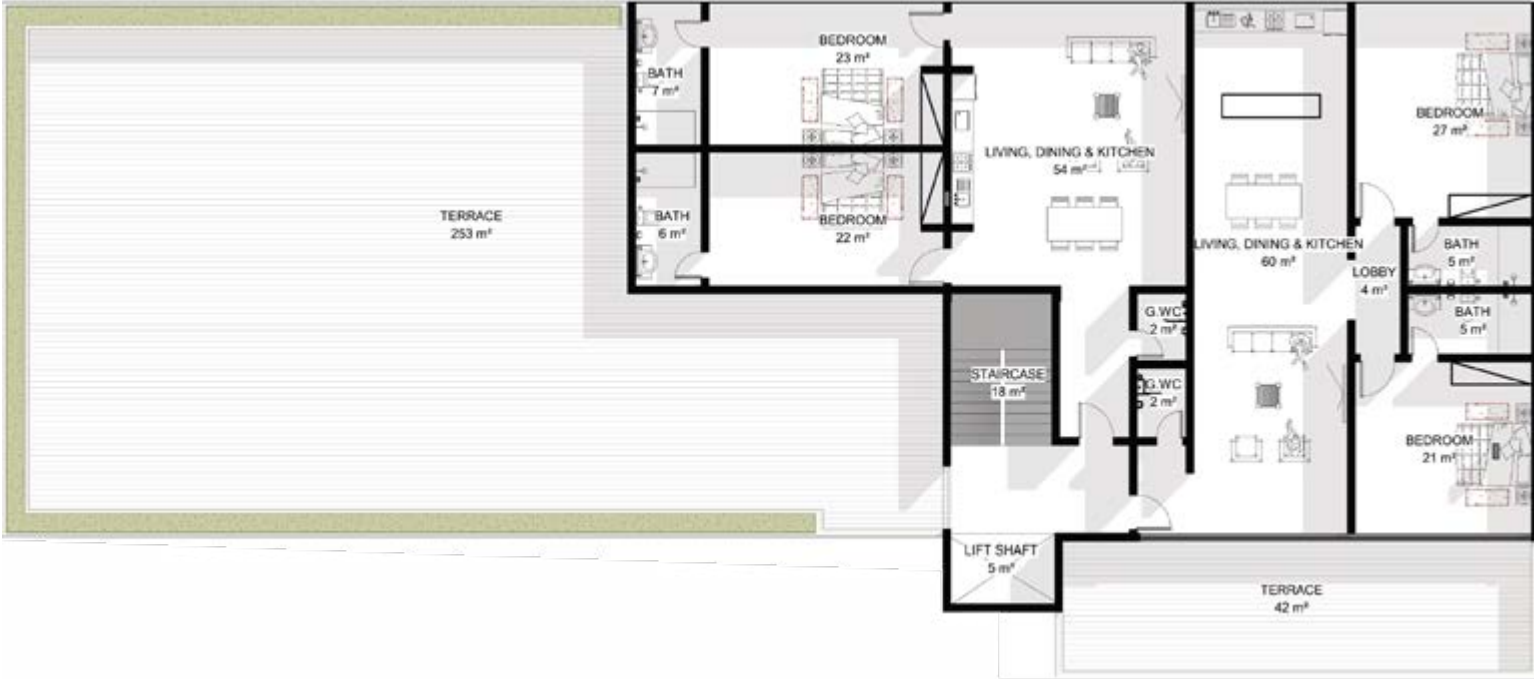 BEDROOM
23 m²
BATH
7 m²
BEDROOM
27 m²
LIVING, DINING & KITCHEN
54 m²
TERRACE
253 m²
BATH
6 m²
BEDROOM
22 m²
LIVING, DINING & KITCHEN
60 m²
BATH
5 m²
LOBBY
4 m²
G.WC
2 m²
BATH
5 m²
STAIRCASE
18 m²
G.WC
2 m²
BEDROOM
21 m²
LIFT SHAFT
5 m²
TERRACE
42 m²